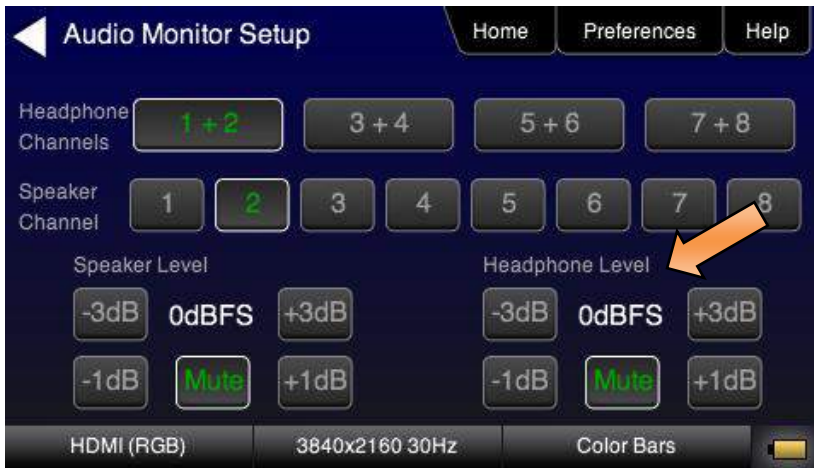 Audio Monitor Setup Home Preferences Help
Headphone Channels 1 + 2 3 + 4 5 + 6 7 + 8
Speaker Channel 1 2 3 4 5 6 7 8
Speaker Level Headphone Level
-3dB 0dBFS +3dB -3dB 0dBFS +3dB
-1dB Mute +1dB -1dB Mute +1dB
HDMI (RGB) 3840x2160 30Hz Color Bars